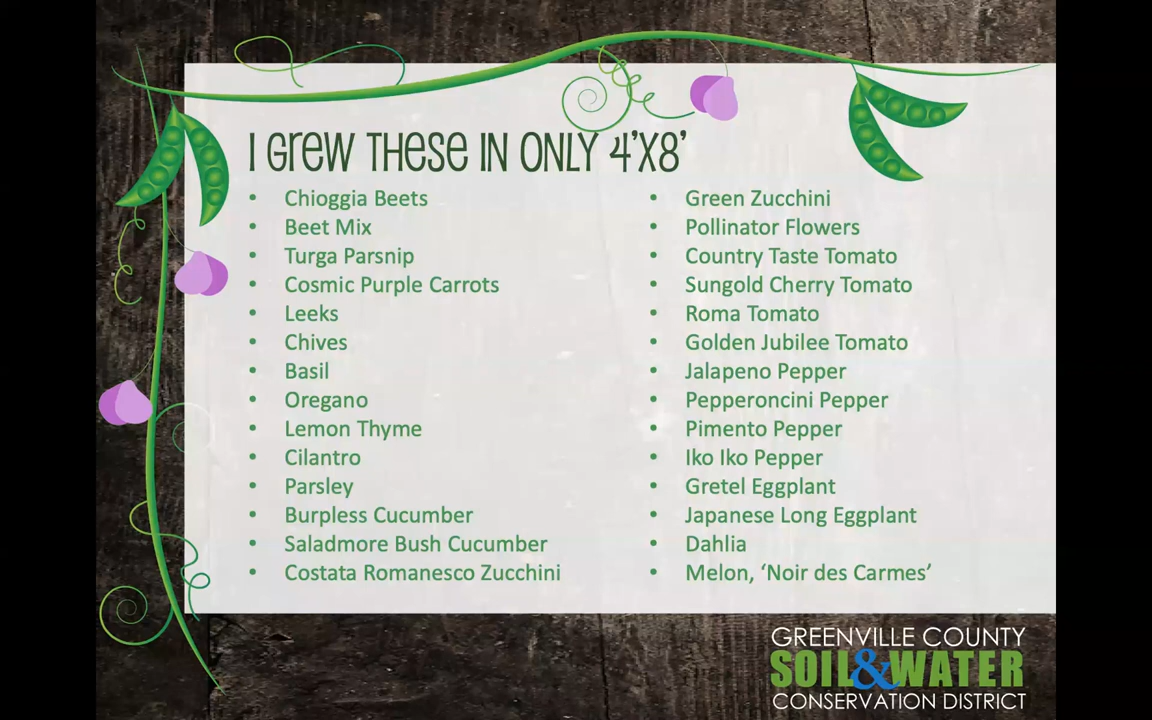 I Grew These in only 4'x8'
• Chioggia Beets
• Beet Mix
• Turga Parsnip
• Cosmic Purple Carrots
• Leeks
• Chives
• Basil
• Oregano
• Lemon Thyme
• Cilantro
• Parsley
• Burpless Cucumber
• Saladmore Bush Cucumber
• Costata Romanesco Zucchini
• Green Zucchini
• Pollinator Flowers
• Country Taste Tomato
• Sungold Cherry Tomato
• Roma Tomato
• Golden Jubilee Tomato
• Jalapeno Pepper
• Pepperoncini Pepper
• Pimento Pepper
• Iko Iko Pepper
• Gretel Eggplant
• Japanese Long Eggplant
• Dahlia
• Melon, ‘Noir des Carmes’
GREENVILLE COUNTY
SOIL&WATER
CONSERVATION DISTRICT